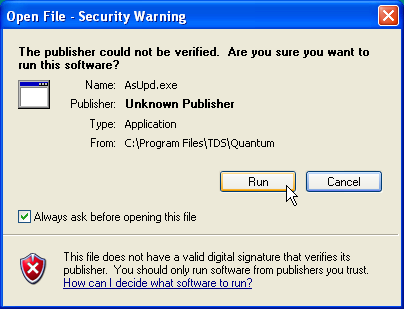 Open File - Security Warning
The publisher could not be verified.  Are you sure you want to
run this software?
Name: AsUpd.exe
Publisher: Unknown Publisher
Type: Application
From: C:\Program Files\TDS\Quantum
Run Cancel
Always ask before opening this file
This file does not have a valid digital signature that verifies its
publisher.  You should only run software from publishers you trust.
How can I decide what software to run?